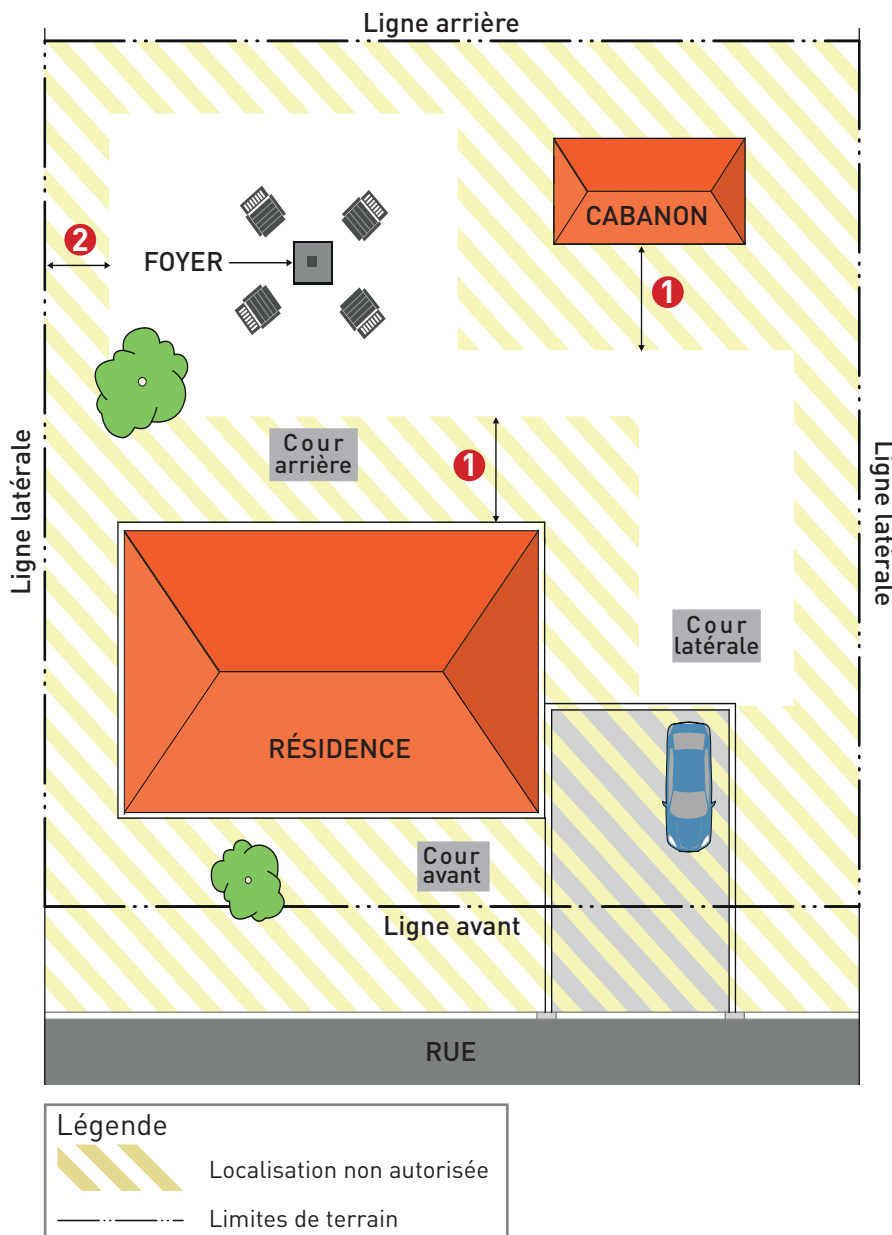 Ligne arrière
CABANON
2
FOYER
1
Cour
arrière
1
Ligne latérale
Ligne latérale
Cour
latérale
RÉSIDENCE
Cour
avant
Ligne avant
RUE
Légende
Localisation non autorisée
Limites de terrain